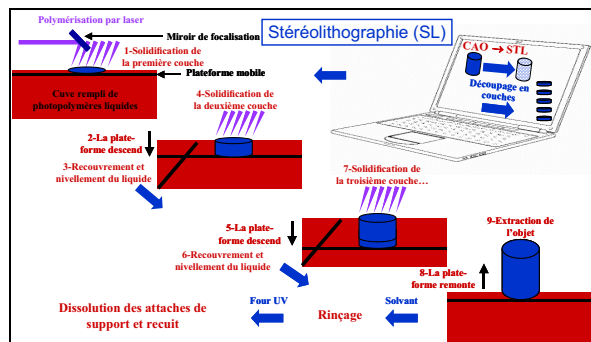 Stéréolithographie (SL)
Polymérisation par laser
Miroir de focalisation
1-Solidification de
la première couche
Plateforme mobile
Cuve rempli de
photopolymères liquides
CAO → STL
Découpage en
couches
2-La plate-
forme descend
3-Recouvrement et
nivellement du liquide
4-Solidification de
la deuxième couche
5-La plate-
forme descend
6-Recouvrement et
nivellement du liquide
7-Solidification de
la troisième couche…
8-La plate-
forme remonte
9-Extraction de
l'objet
Solvant
Rinçage
Four UV
Dissolution des attaches de
support et recuit